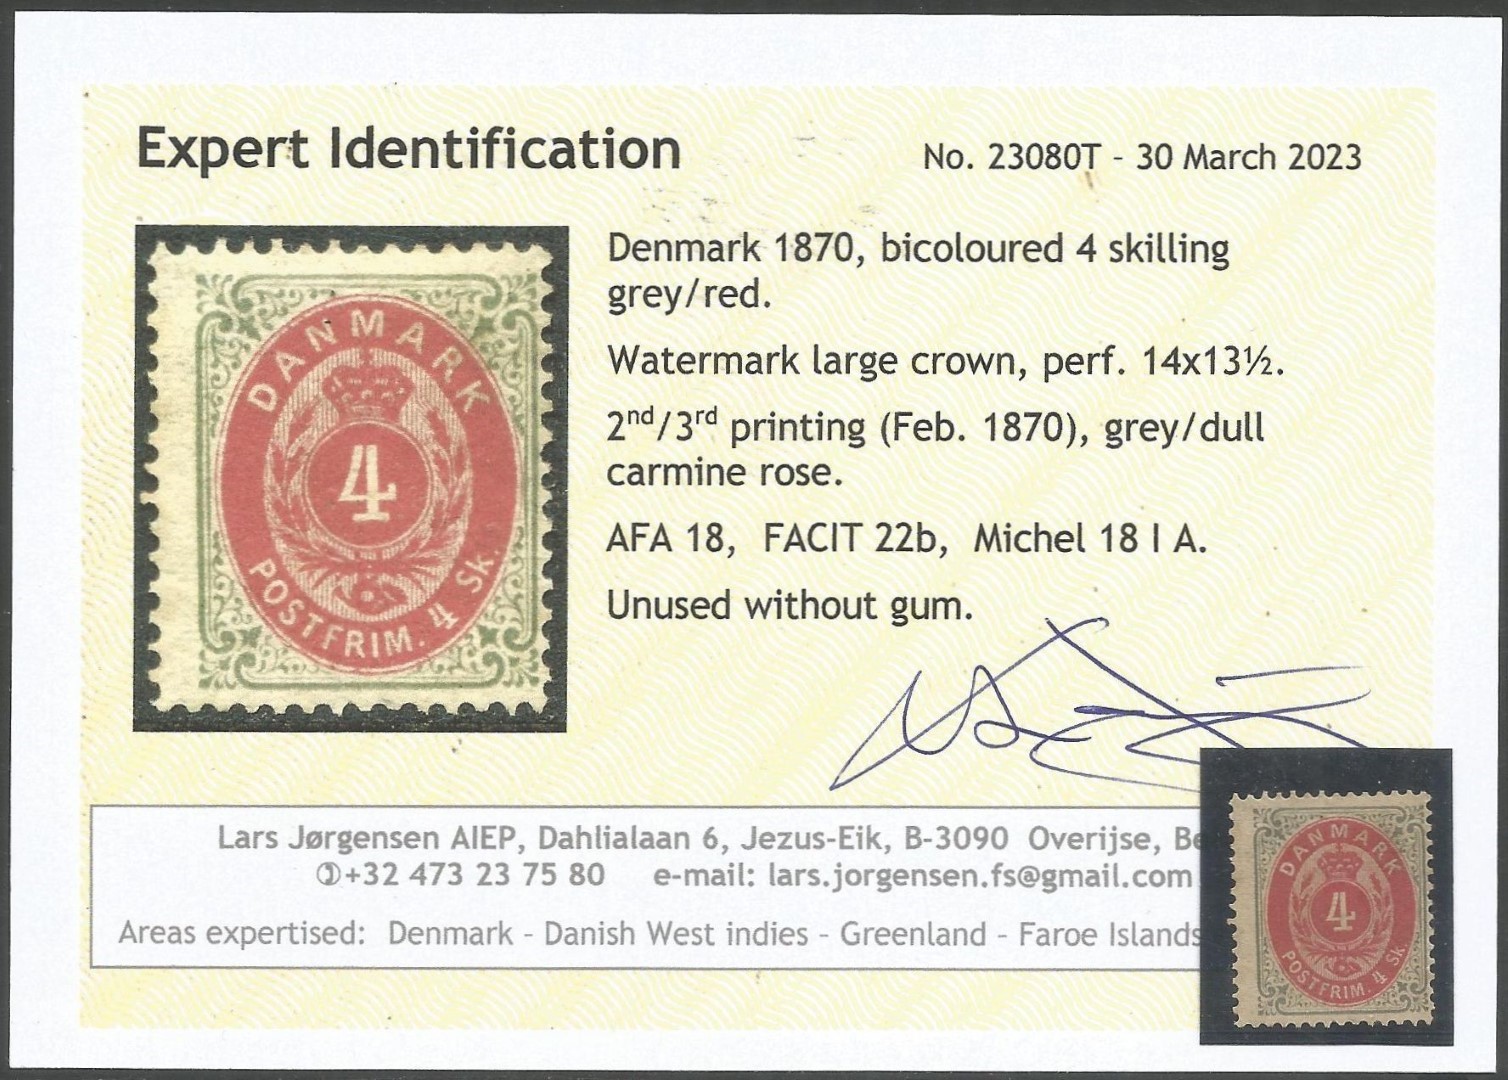 Expert Identification
No. 23080T - 30 March 2023
DANMARK
4
POSTFRIM. 4 Sk.
Denmark 1870, bicoloured 4 skilling
grey/red.
Watermark large crown, perf. 14x13½.
2nd/3rd printing (Feb. 1870), grey/dull
carmine rose.
AFA 18, FACIT 22b, Michel 18 I A.
Unused without gum.
Lars Jørgensen AIEP, Dahlialaan 6, Jezus-Eik, B-3090 Overijse, Be
+32 473 23 75 80 e-mail: lars.jorgensen.fs@gmail.com
Areas expertised: Denmark - Danish West indies - Greenland - Faroe Islands
DANMARK
4
POSTFRIM. 4 Sk.